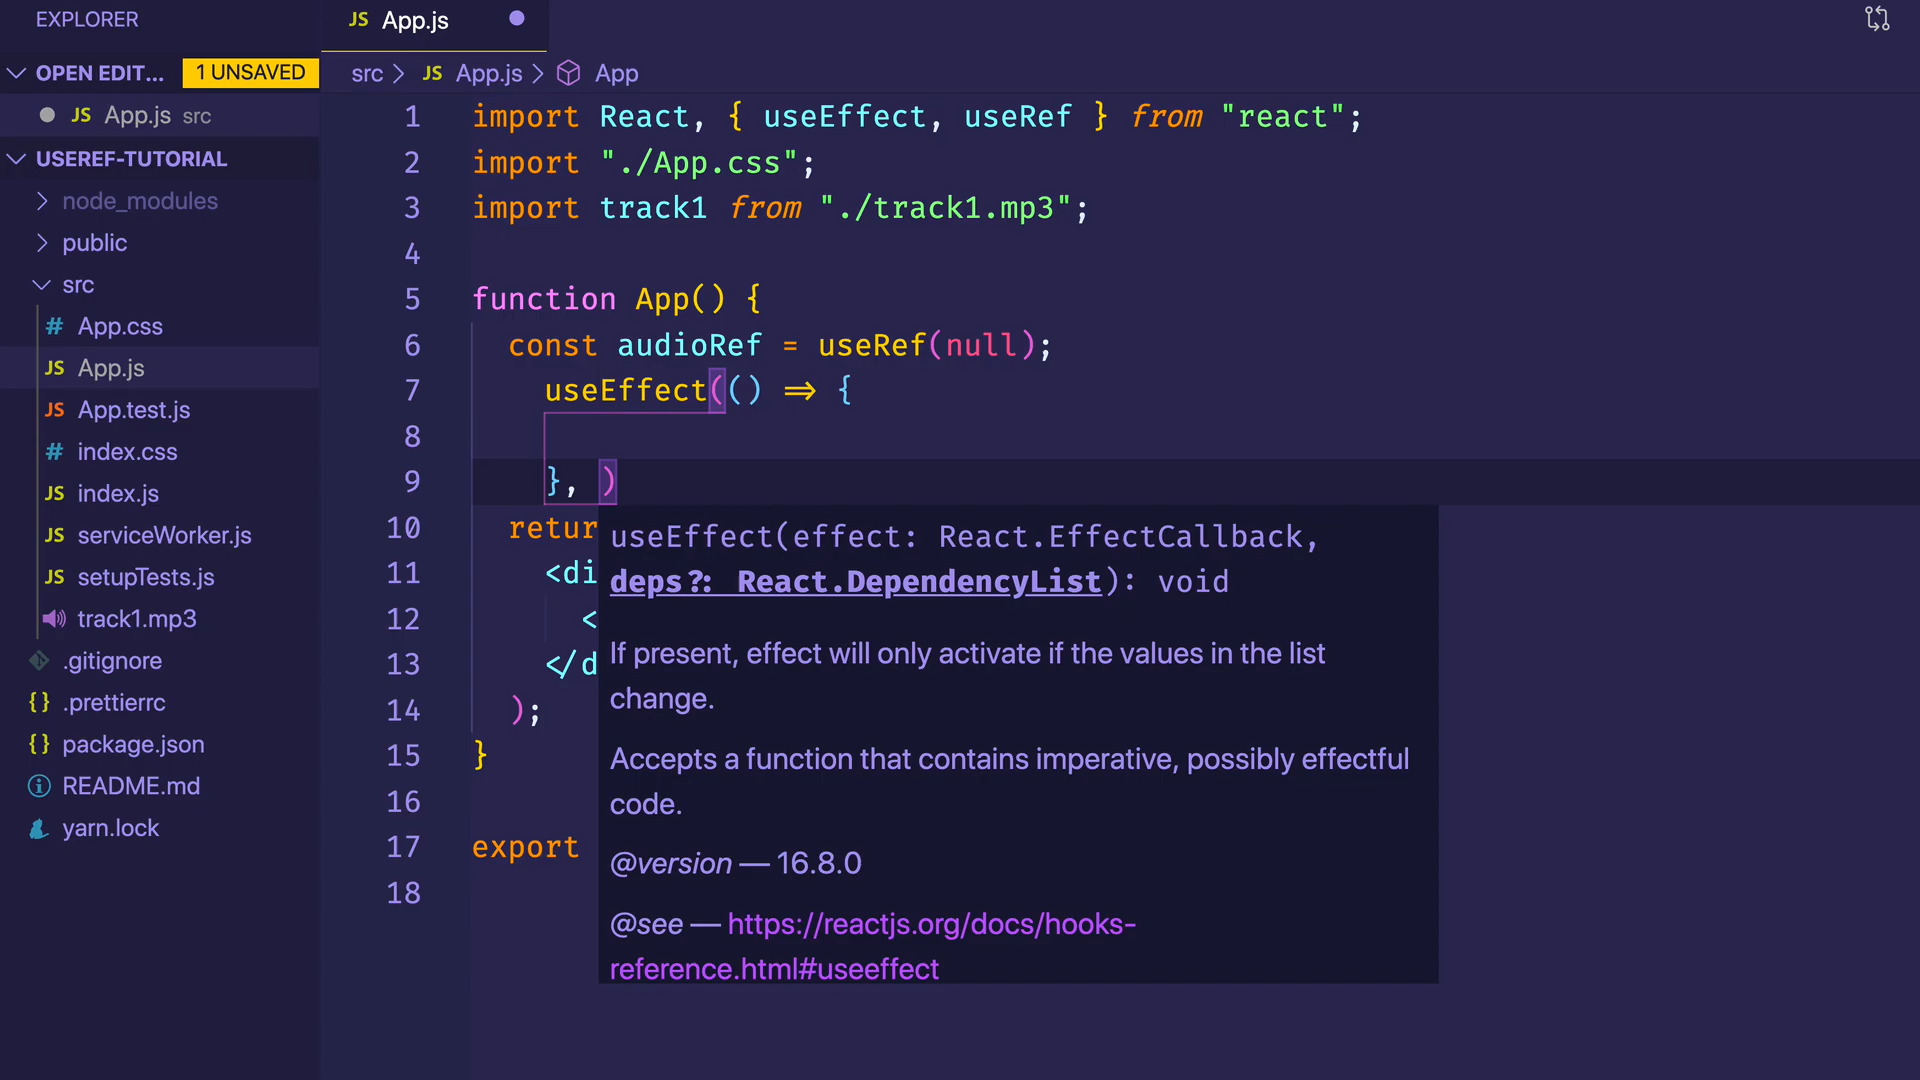 EXPLORER
OPEN EDIT... 1 UNSAVED
JS App.js src
USEREF-TUTORIAL
node_modules
public
src
# App.css
JS App.js
JS App.test.js
# index.css
JS index.js
JS serviceWorker.js
JS setupTests.js
track1.mp3
.gitignore
{} .prettierrc
{} package.json
README.md
yarn.lock
JS App.js
src > JS App.js > App
1 import React, { useEffect, useRef } from "react";
2 import "./App.css";
3 import track1 from "./track1.mp3";
4
5 function App() {
6 const audioRef = useRef(null);
7 useEffect(() => {
8
9 }, )
10 retur
11 <di
12 <
13 </d
14 );
15 }
16
17 export
18
useEffect(effect: React.EffectCallback,
deps?: React.DependencyList): void
If present, effect will only activate if the values in the list
change.
Accepts a function that contains imperative, possibly effectful
code.
@version — 16.8.0
@see — https://reactjs.org/docs/hooks-
reference.html#useeffect